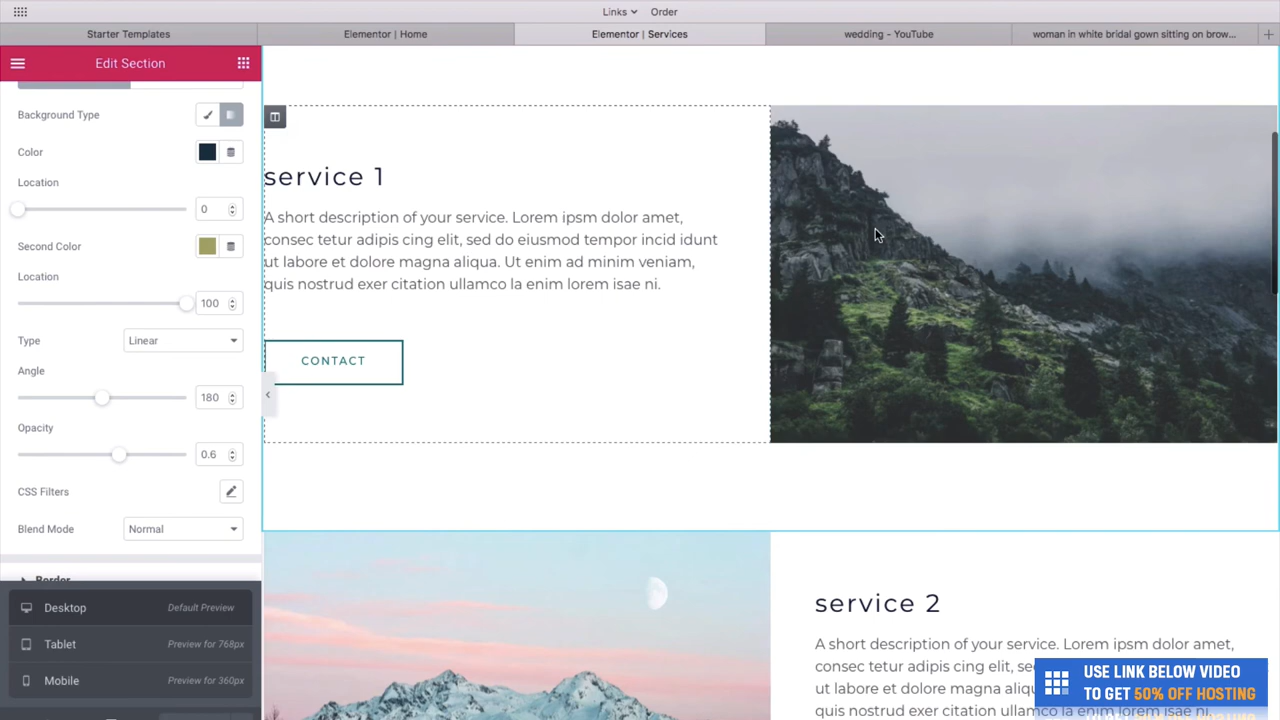 Links Order
Starter Templates
Elementor | Home
Elementor | Services
wedding - YouTube
woman in white bridal gown sitting on brow...
Edit Section
Background Type
Color
Location
0
Second Color
Location
100
Type
Linear
Angle
180
Opacity
0.6
CSS Filters
Blend Mode
Normal
Border
Desktop
Default Preview
Tablet
Preview for 768px
Mobile
Preview for 360px
service 1
A short description of your service. Lorem ipsm dolor amet,
consec tetur adipis cing elit, sed do eiusmod tempor incid idunt
ut labore et dolore magna aliqua. Ut enim ad minim veniam,
quis nostrud exer citation ullamco la enim lorem isae ni.
CONTACT
service 2
A short description of your service. Lorem ipsm dolor amet,
consec tetur adipis cing elit, se
ut labore et dolore magna aliqu
quis nostrud exer citation ullam
USE LINK BELOW VIDEO
TO GET 50% OFF HOSTING